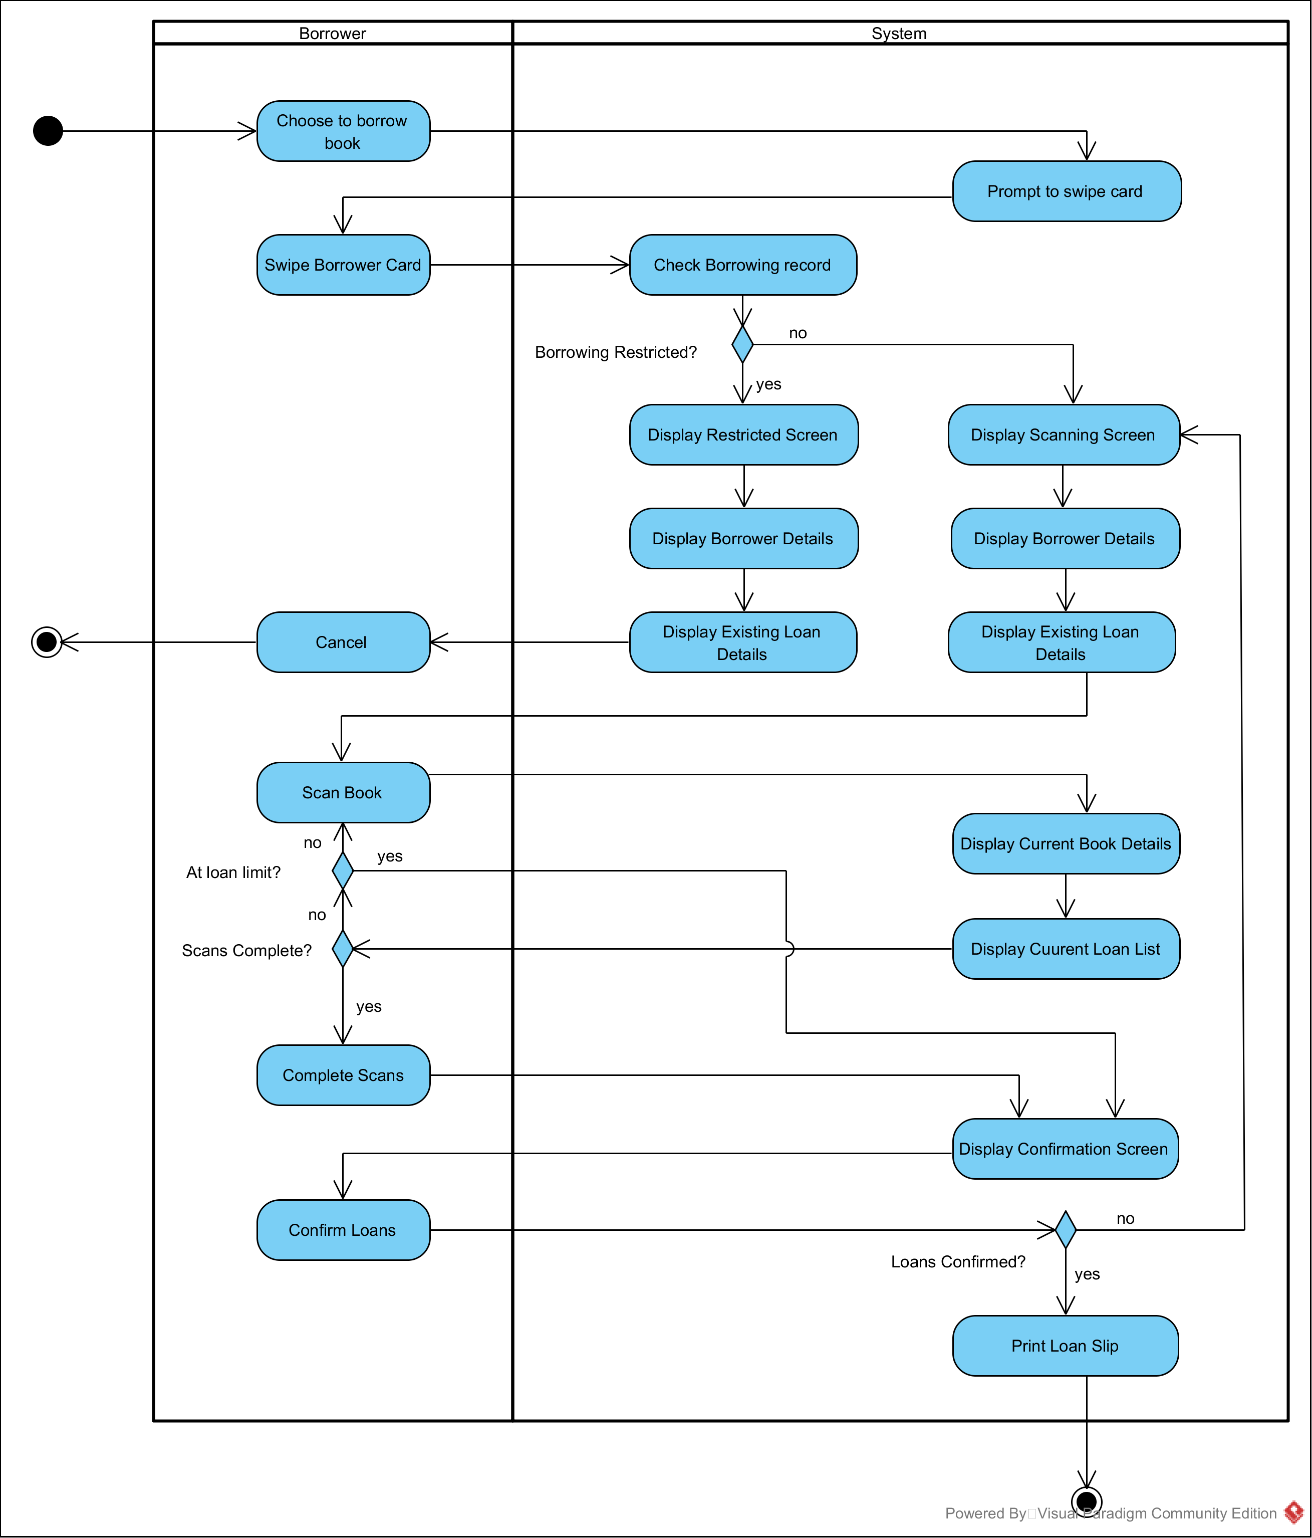 Borrower
System
Choose to borrow
book
Prompt to swipe card
Swipe Borrower Card
Check Borrowing record
no
Borrowing Restricted?
yes
Display Restricted Screen
Display Scanning Screen
Display Borrower Details
Display Borrower Details
Cancel
Display Existing Loan
Details
Display Existing Loan
Details
Scan Book
no
yes
At loan limit?
Display Current Book Details
no
Scans Complete?
Display Cuurent Loan List
yes
Complete Scans
Display Confirmation Screen
Confirm Loans
no
Loans Confirmed?
yes
Print Loan Slip
Powered By Visual Paradigm Community Edition